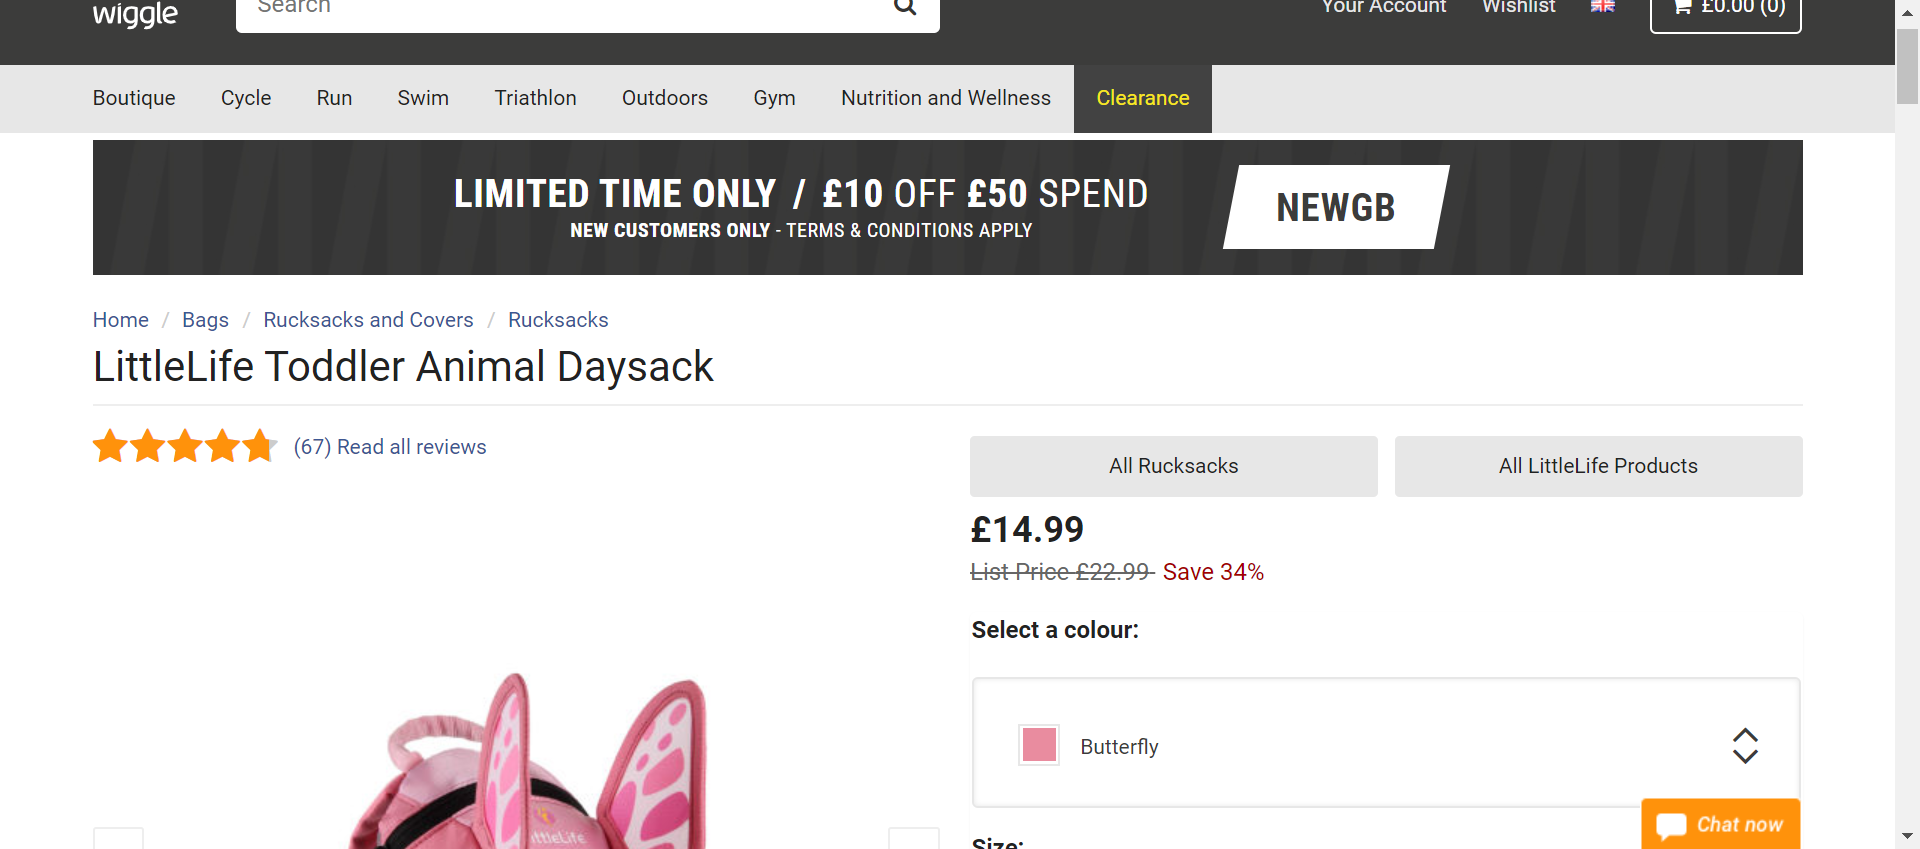 wiggle
Search
Your Account
Wishlist
£0.00 (0)
Boutique
Cycle
Run
Swim
Triathlon
Outdoors
Gym
Nutrition and Wellness
Clearance
LIMITED TIME ONLY / £10 OFF £50 SPEND
NEW CUSTOMERS ONLY - TERMS & CONDITIONS APPLY
NEWGB
Home / Bags / Rucksacks and Covers / Rucksacks
LittleLife Toddler Animal Daysack
(67) Read all reviews
All Rucksacks
All LittleLife Products
£14.99
List Price £22.99 Save 34%
Select a colour:
Butterfly
ttleLife
Size:
Chat now